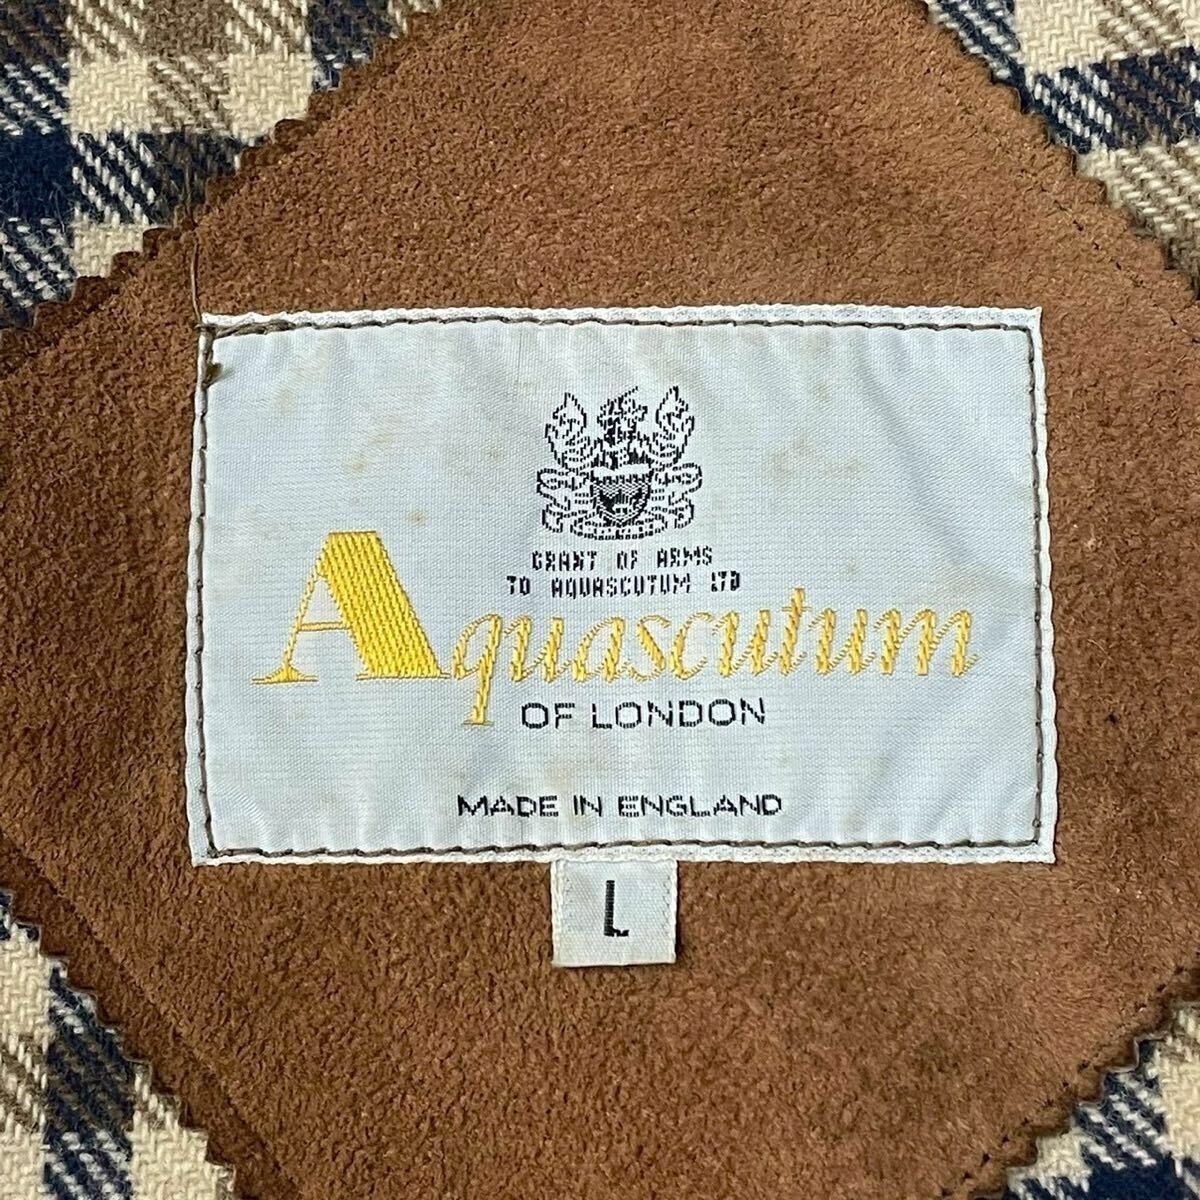 GRANT OF ARMS
TO AQUASCUTUM LTD
Aquascutum
OF LONDON
MADE IN ENGLAND
L